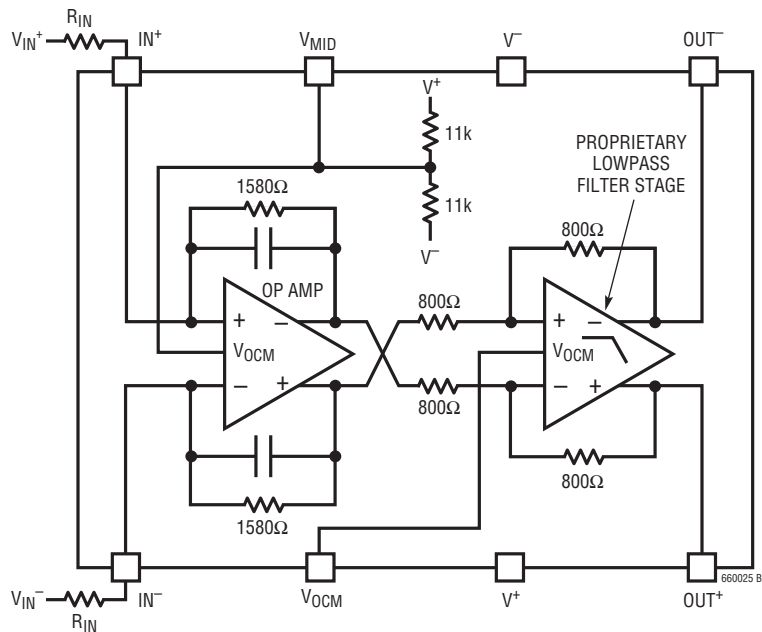 RIN
VIN+
IN+
VMID
V−
OUT−
V+
11k
11k
V−
PROPRIETARY
LOWPASS
FILTER STAGE
1580Ω
OP AMP
800Ω
800Ω
+ −
VOCM
− +
+ −
VOCM
− +
800Ω
800Ω
1580Ω
VIN−
RIN
IN−
VOCM
V+
OUT+
660025 B